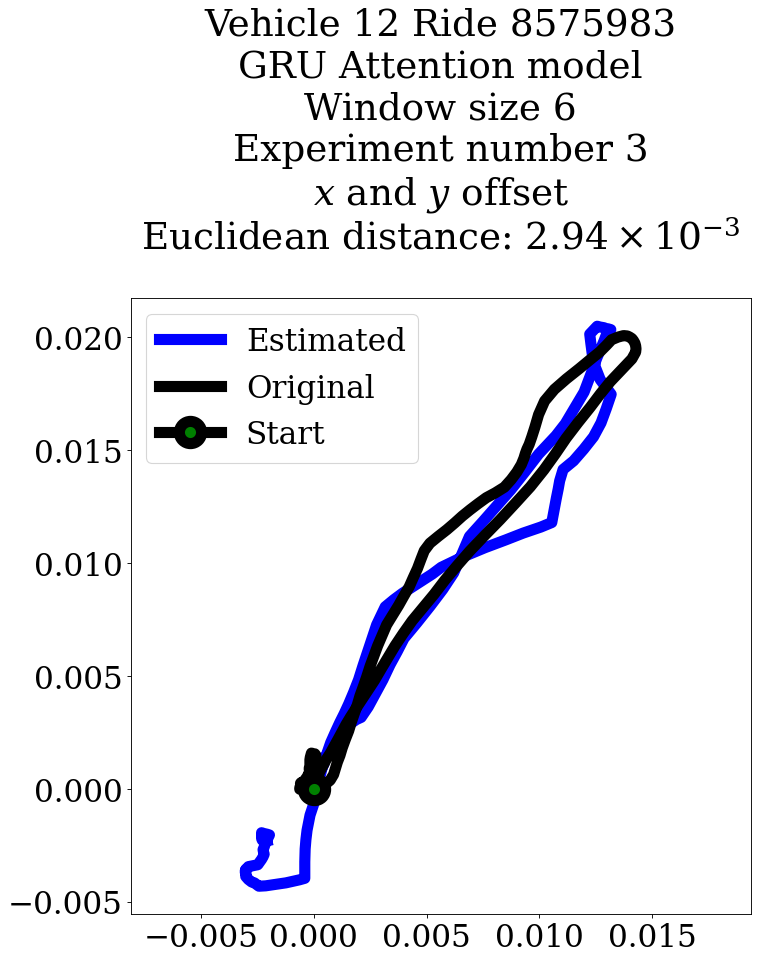 Vehicle 12 Ride 8575983
GRU Attention model
Window size 6
Experiment number 3
x and y offset
Euclidean distance: 2.94 × 10⁻³
Estimated
Original
Start
0.020
0.015
0.010
0.005
0.000
−0.005
−0.005 0.000 0.005 0.010 0.015